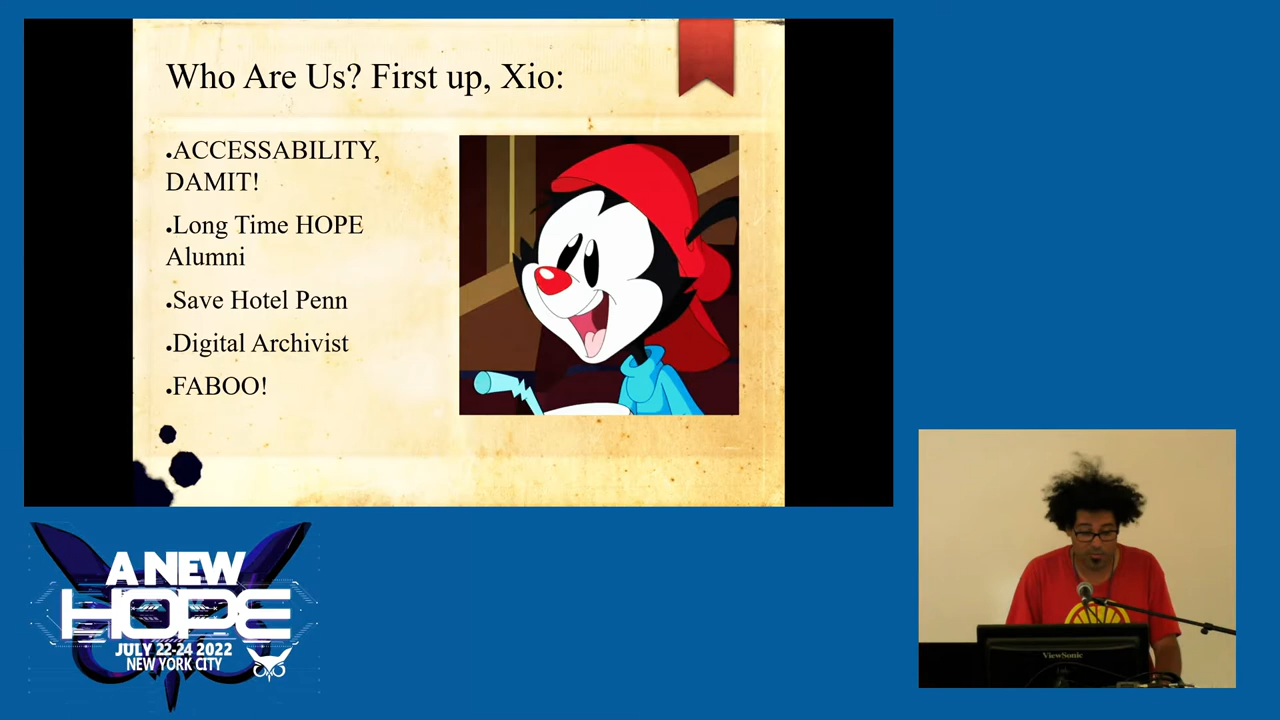 Who Are Us? First up, Xio:
•ACCESSABILITY,
DAMIT!
•Long Time HOPE
Alumni
•Save Hotel Penn
•Digital Archivist
•FABOO!
A NEW
HOPE
JULY 22-24 2022
NEW YORK CITY
ViewSonic